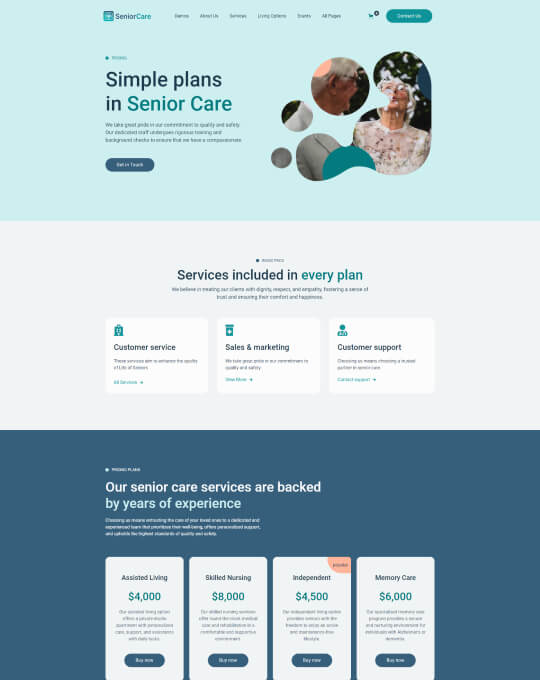 SeniorCare
Demos About Us Services Living Options Events All Pages
0
Contact Us
PRICING
Simple plans
in Senior Care
We take great pride in our commitment to quality and safety.
Our dedicated staff undergoes rigorous training and
background checks to ensure that we have a compassionate
Get in Touch
Services included in every plan
We believe in treating our clients with dignity, respect, and empathy, fostering a sense of
trust and ensuring their comfort and happiness.
Customer service
These services aim to enhance the quality
of Life of Seniors
All Services →
Sales & marketing
We take great pride in our commitment to
quality and safety
View More →
Customer support
Choosing us means choosing a trusted
partner in senior care
Contact support →
PRICING PLANS
Our senior care services are backed
by years of experience
Choosing us means entrusting the care of your loved ones to a dedicated and
experienced team that prioritizes their well-being, offers personalized support,
and upholds the highest standards of quality and safety.
Assisted Living
$4,000
Our assisted living option
offers a private studio
apartment with personalized
care, support, and assistance
with daily tasks.
Buy now
Skilled Nursing
$8,000
Our skilled nursing services
offer round-the-clock medical
care and rehabilitation in a
comfortable and supportive
environment.
Buy now
popular
Independent
$4,500
Our independent living option
provides seniors with the
freedom to enjoy an active
and maintenance-free
lifestyle.
Buy now
Memory Care
$6,000
Our specialized memory care
program provides a secure
and nurturing environment for
individuals with Alzheimer's or
dementia.
Buy now